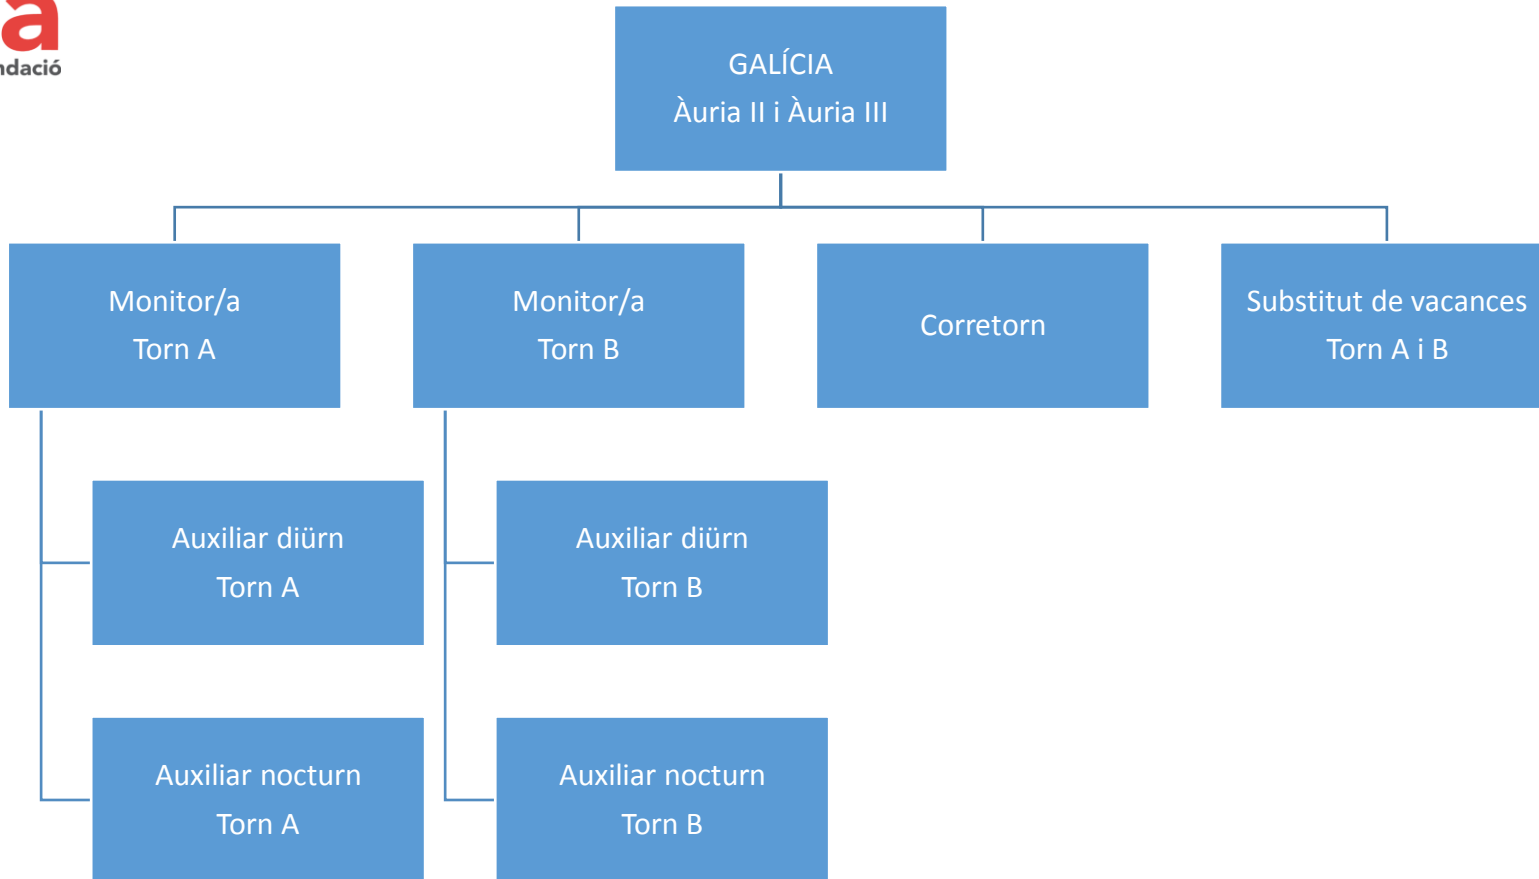 GALÍCIA
Àuria II i Àuria III
Monitor/a
Torn A
Monitor/a
Torn B
Corretorn
Substitut de vacances
Torn A i B
Auxiliar diürn
Torn A
Auxiliar diürn
Torn B
Auxiliar nocturn
Torn A
Auxiliar nocturn
Torn B